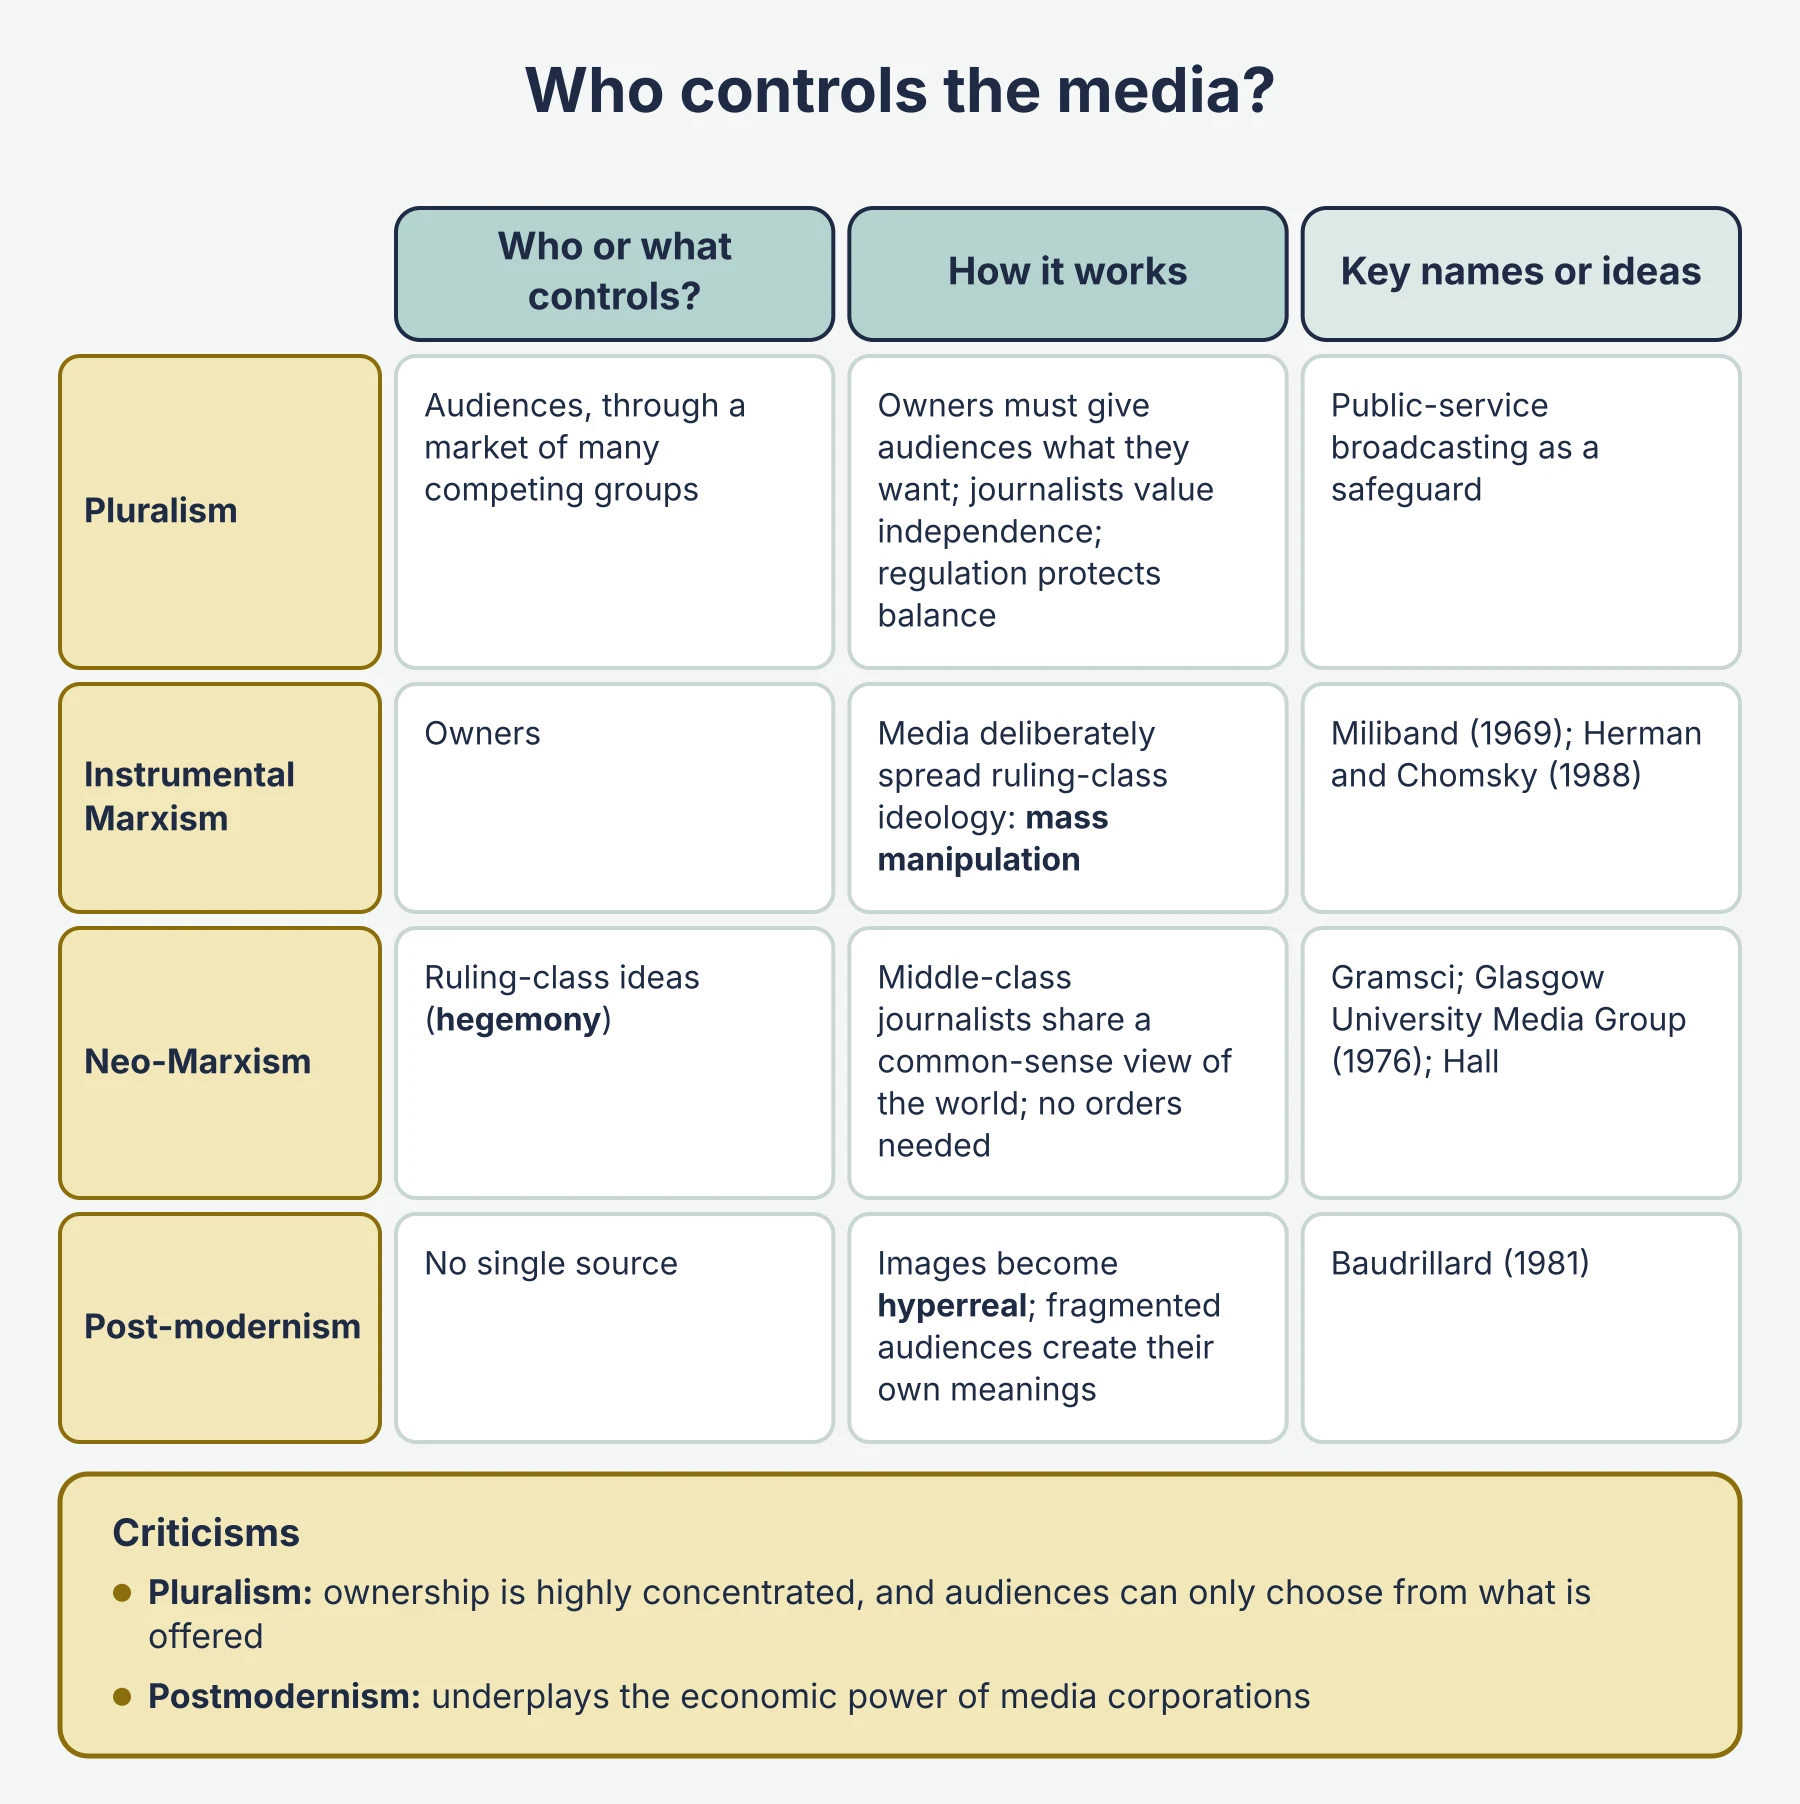 Who controls the media?
Who or what
controls?
How it works
Key names or ideas
Pluralism
Audiences, through a
market of many
competing groups
Owners must give
audiences what they
want; journalists value
independence;
regulation protects
balance
Public-service
broadcasting as a
safeguard
Instrumental
Marxism
Owners
Media deliberately
spread ruling-class
ideology: mass
manipulation
Miliband (1969); Herman
and Chomsky (1988)
Neo-Marxism
Ruling-class ideas
(hegemony)
Middle-class
journalists share a
common-sense view of
the world; no orders
needed
Gramsci; Glasgow
University Media Group
(1976); Hall
Post-modernism
No single source
Images become
hyperreal; fragmented
audiences create their
own meanings
Baudrillard (1981)
Criticisms
Pluralism: ownership is highly concentrated, and audiences can only choose from what is
offered
Postmodernism: underplays the economic power of media corporations